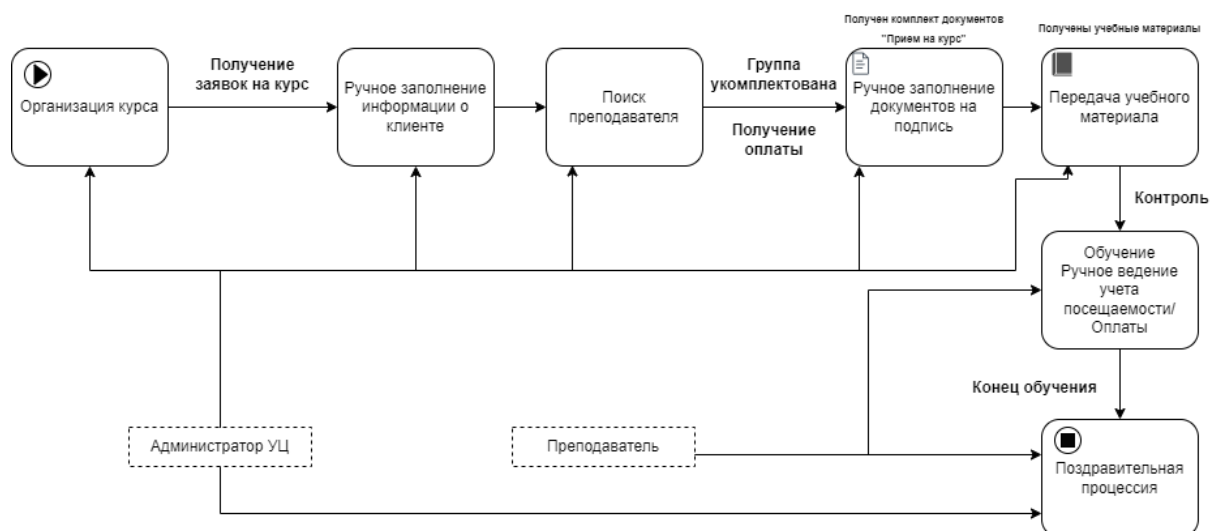 Получен комплект документов
"Прием на курс"
Получены учебные материалы
Организация курса
Получение
заявок на курс
Ручное заполнение
информации о
клиенте
Поиск
преподавателя
Группа
укомплектована
Получение
оплаты
Ручное заполнение
документов на
подпись
Передача учебного
материала
Контроль
Обучение
Ручное ведение
учета
посещаемости/
Оплаты
Конец обучения
Администратор УЦ
Преподаватель
Поздравительная
процессия